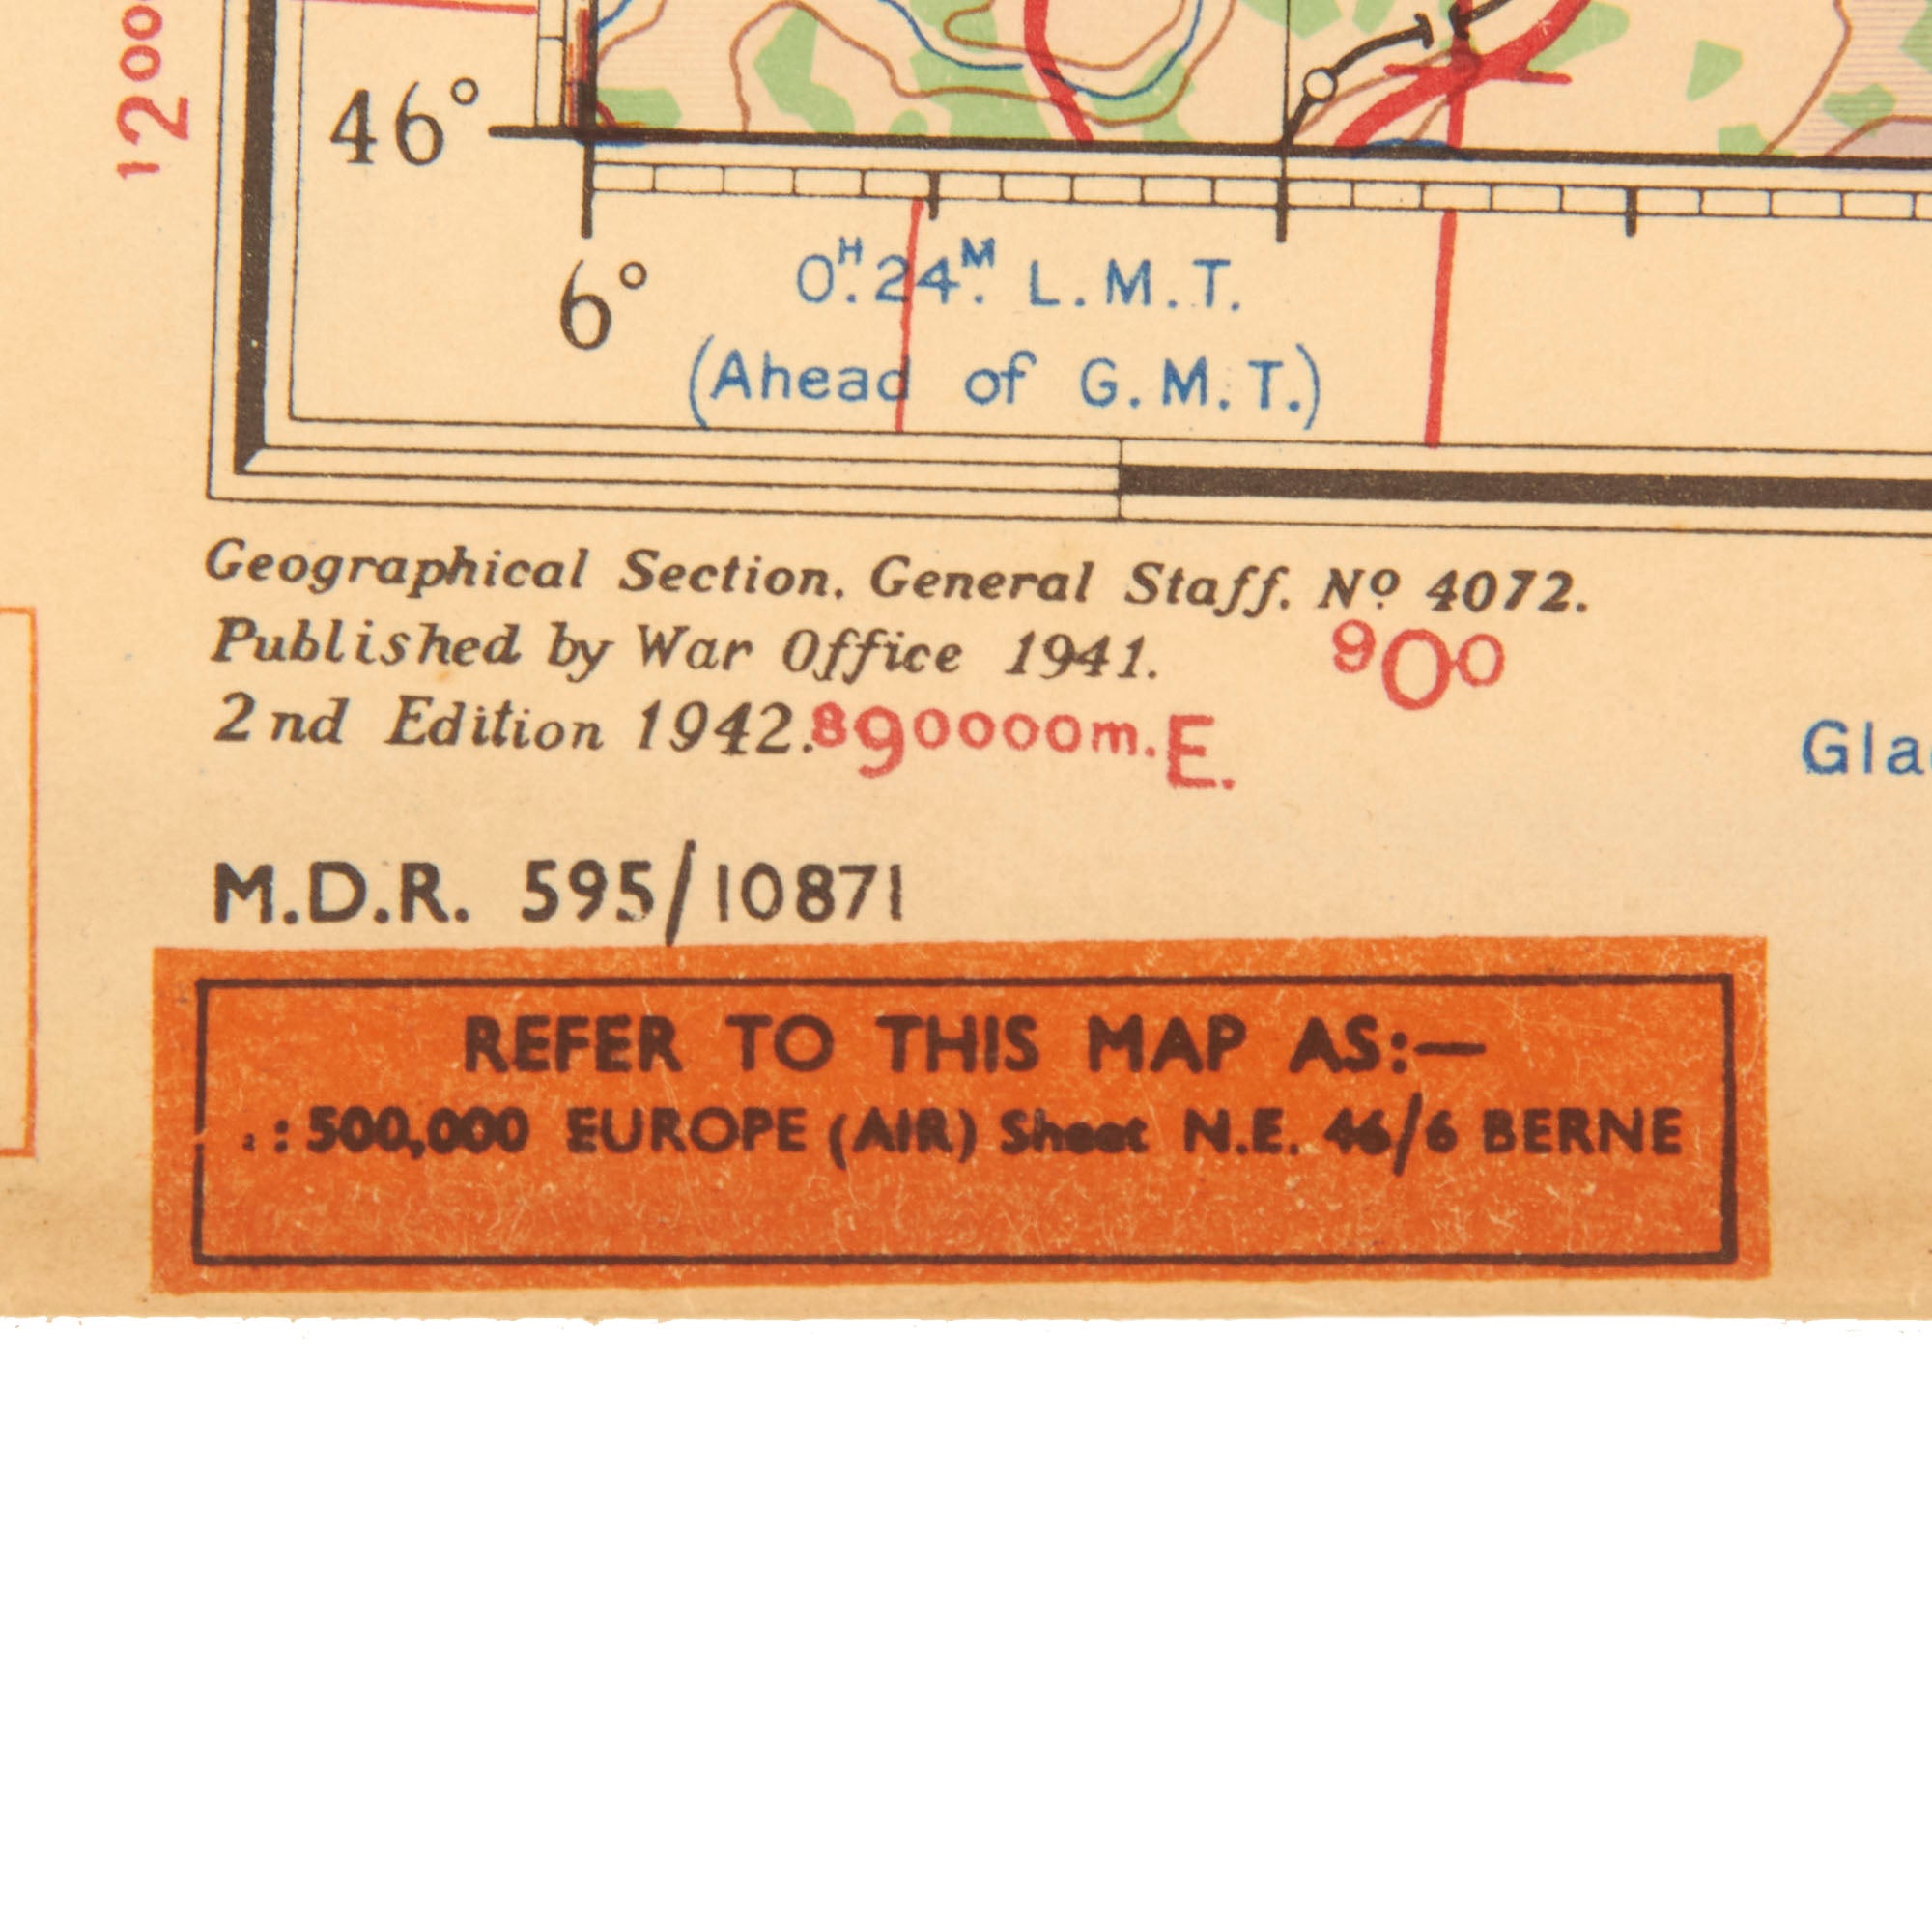 1200
46°
6°
0ᴴ.24ᴹ. L.M.T.
(Ahead of G.M.T.)
Geographical Section, General Staff. Nº 4072.
Published by War Office 1941.
900
2nd Edition 1942.
890000m.E.
M.D.R. 595/10871
REFER TO THIS MAP AS:—
:500,000 EUROPE (AIR) Sheet N.E. 46/6 BERNE